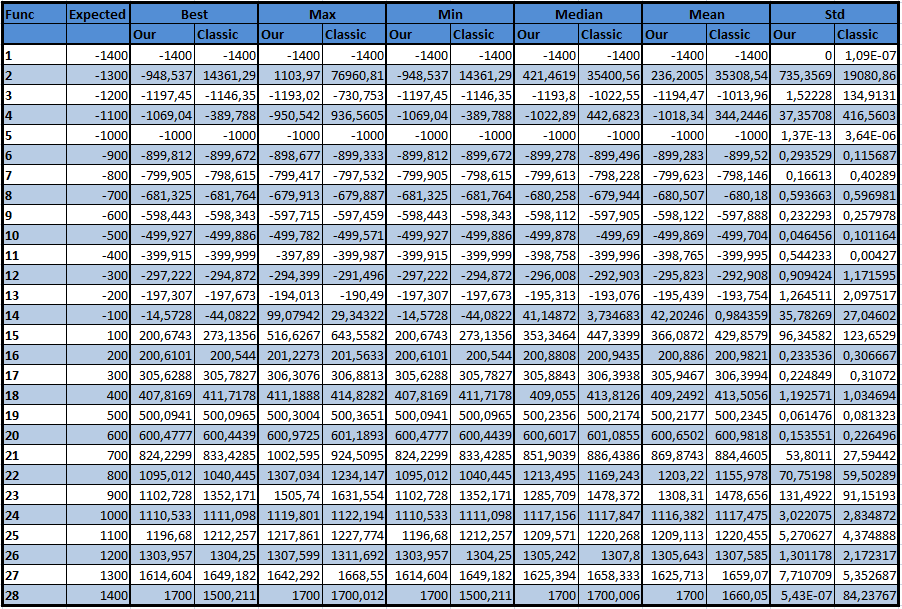 Func Expected Best Max Min Median Mean Std
Our Classic Our Classic Our Classic Our Classic Our Classic Our Classic
1 -1400 -1400 -1400 -1400 -1400 -1400 -1400 -1400 -1400 -1400 -1400 0 1,09E-07
2 -1300 -948,537 14361,29 1103,97 76960,81 -948,537 14361,29 421,4619 35400,56 236,2005 35308,54 735,3569 19080,86
3 -1200 -1197,45 -1146,35 -1193,02 -730,753 -1197,45 -1146,35 -1193,8 -1022,55 -1194,47 -1013,96 1,52228 134,9131
4 -1100 -1069,04 -389,788 -950,542 936,5605 -1069,04 -389,788 -1022,89 442,6823 -1018,34 344,2446 37,35708 416,5603
5 -1000 -1000 -1000 -1000 -1000 -1000 -1000 -1000 -1000 -1000 -1000 1,37E-13 3,64E-06
6 -900 -899,812 -899,672 -898,677 -899,333 -899,812 -899,672 -899,278 -899,496 -899,283 -899,52 0,293529 0,115687
7 -800 -799,905 -798,615 -799,417 -797,532 -799,905 -798,615 -799,613 -798,228 -799,623 -798,146 0,16613 0,40289
8 -700 -681,325 -681,764 -679,913 -679,887 -681,325 -681,764 -680,258 -679,944 -680,507 -680,18 0,593663 0,596981
9 -600 -598,443 -598,343 -597,715 -597,459 -598,443 -598,343 -598,112 -597,905 -598,122 -597,888 0,232293 0,257978
10 -500 -499,927 -499,886 -499,782 -499,571 -499,927 -499,886 -499,878 -499,69 -499,869 -499,704 0,046456 0,101164
11 -400 -399,915 -399,999 -397,89 -399,987 -399,915 -399,999 -398,758 -399,996 -398,765 -399,995 0,544233 0,00427
12 -300 -297,222 -294,872 -294,399 -291,496 -297,222 -294,872 -296,008 -292,903 -295,823 -292,908 0,909424 1,171595
13 -200 -197,307 -197,673 -194,013 -190,49 -197,307 -197,673 -195,313 -193,076 -195,439 -193,754 1,264511 2,097517
14 -100 -14,5728 -44,0822 99,07942 29,34322 -14,5728 -44,0822 41,14872 3,734683 42,20246 0,984359 35,78269 27,04602
15 100 200,6743 273,1356 516,6267 643,5582 200,6743 273,1356 353,3464 447,3399 366,0872 429,8579 96,34582 123,6529
16 200 200,6101 200,544 201,2273 201,5633 200,6101 200,544 200,8808 200,9435 200,886 200,9821 0,233536 0,306667
17 300 305,6288 305,7827 306,3076 306,8813 305,6288 305,7827 305,8843 306,3938 305,9467 306,3994 0,224849 0,31072
18 400 407,8169 411,7178 411,1888 414,8282 407,8169 411,7178 409,055 413,8126 409,2492 413,5056 1,192571 1,034694
19 500 500,0941 500,0965 500,3004 500,3651 500,0941 500,0965 500,2356 500,2174 500,2177 500,2345 0,061476 0,081323
20 600 600,4777 600,4439 600,9725 601,1893 600,4777 600,4439 600,6017 601,0855 600,6502 600,9818 0,153551 0,226496
21 700 824,2299 833,4285 1002,595 924,5095 824,2299 833,4285 851,9039 886,4386 869,8743 884,4605 53,8011 27,59442
22 800 1095,012 1040,445 1307,034 1234,147 1095,012 1040,445 1213,495 1169,243 1203,22 1155,978 70,75198 59,50289
23 900 1102,728 1352,171 1505,74 1631,554 1102,728 1352,171 1285,709 1478,372 1308,31 1478,656 131,4922 91,15193
24 1000 1110,533 1111,098 1119,801 1122,194 1110,533 1111,098 1117,156 1117,847 1116,382 1117,475 3,022075 2,834872
25 1100 1196,68 1212,257 1217,861 1227,774 1196,68 1212,257 1209,571 1220,268 1209,113 1220,455 5,270627 4,374888
26 1200 1303,957 1304,25 1307,599 1311,692 1303,957 1304,25 1305,242 1307,8 1305,643 1307,585 1,301178 2,172317
27 1300 1614,604 1649,182 1642,292 1668,55 1614,604 1649,182 1625,394 1658,333 1625,713 1659,07 7,710709 5,352687
28 1400 1700 1500,211 1700 1700,012 1700 1500,211 1700 1700,006 1700 1660,05 5,43E-07 84,23767